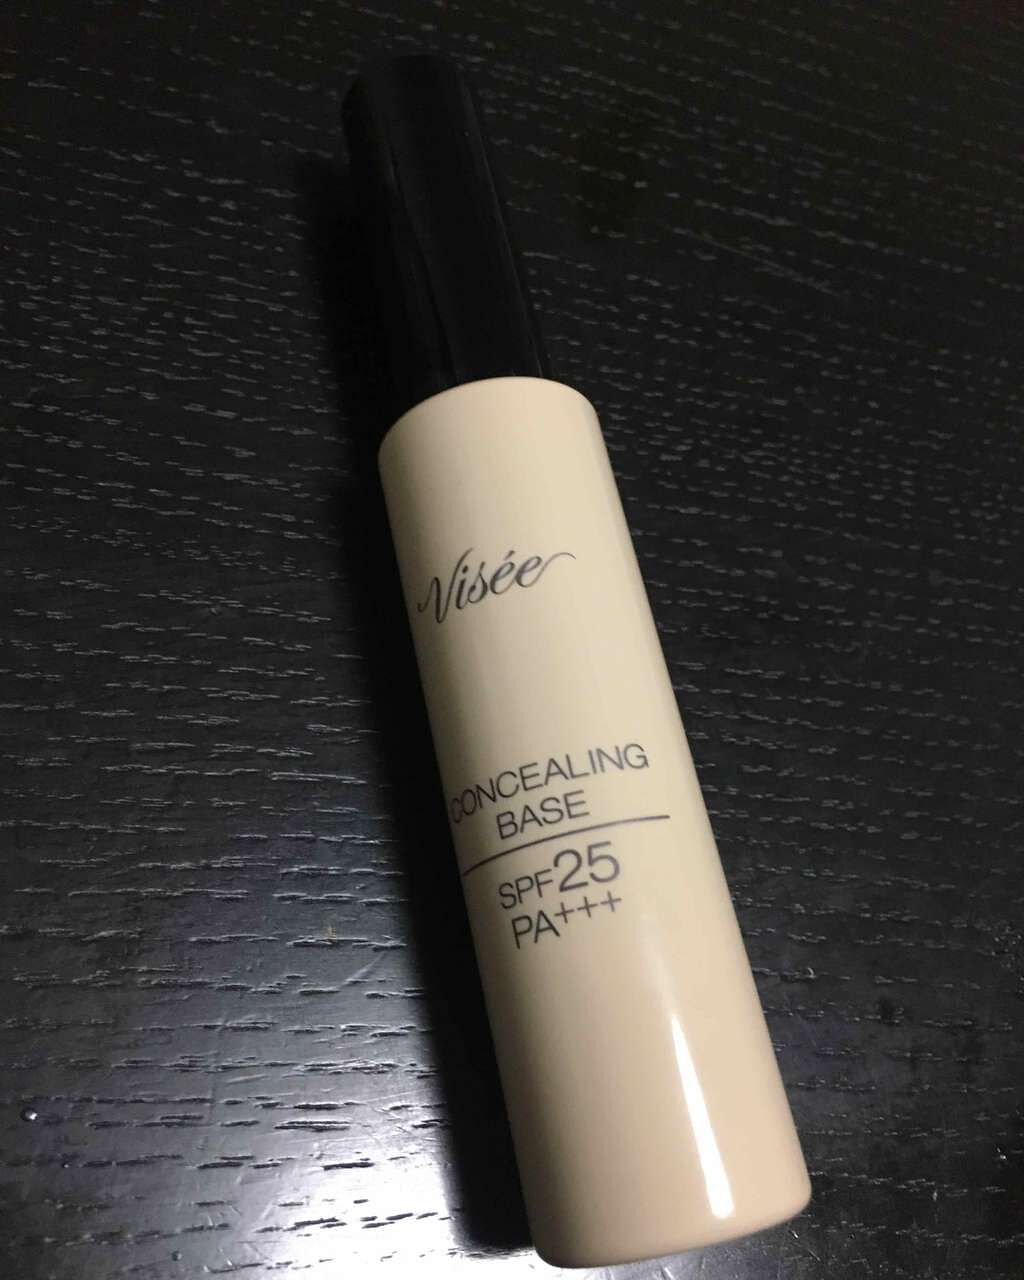 Visée
CONCEALING
BASE
SPF25
PA+++